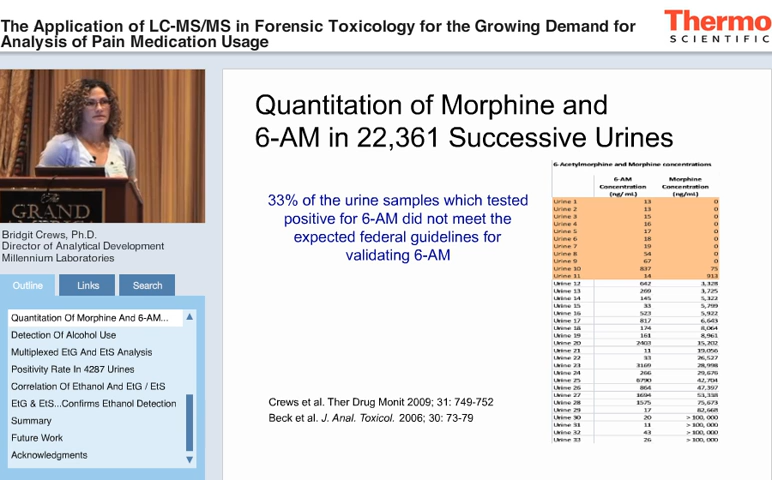 The Application of LC-MS/MS in Forensic Toxicology for the Growing Demand for
Analysis of Pain Medication Usage
Thermo
SCIENTIFIC
GRAND
Bridgit Crews, Ph.D.
Director of Analytical Development
Millennium Laboratories
Outline Links Search
Quantitation Of Morphine And 6-AM...
Detection Of Alcohol Use
Multiplexed EtG And EtS Analysis
Positivity Rate In 4287 Urines
Correlation Of Ethanol And EtG / EtS
EtG & EtS...Confirms Ethanol Detection
Summary
Future Work
Acknowledgments
Quantitation of Morphine and
6-AM in 22,361 Successive Urines
33% of the urine samples which tested
positive for 6-AM did not meet the
expected federal guidelines for
validating 6-AM
Crews et al. Ther Drug Monit 2009; 31: 749-752
Beck et al. J. Anal. Toxicol. 2006; 30: 73-79
6-Acetylmorphine and Morphine concentrations
6-AM Morphine
Concentration Concentration
(ng/mL) (ng/mL)
Urine 1 13 0
Urine 2 13 0
Urine 3 15 0
Urine 4 16 0
Urine 5 17 0
Urine 6 18 0
Urine 7 19 0
Urine 8 54 0
Urine 9 67 0
Urine 10 837 75
Urine 11 14 913
Urine 12 642 3,328
Urine 13 269 3,725
Urine 14 145 5,322
Urine 15 33 5,799
Urine 16 523 5,922
Urine 17 817 6,643
Urine 18 174 8,064
Urine 19 161 8,961
Urine 20 2403 15,202
Urine 21 11 19,056
Urine 22 33 26,527
Urine 23 3169 28,998
Urine 24 266 29,676
Urine 25 6790 42,704
Urine 26 864 47,397
Urine 27 1694 53,338
Urine 28 1575 75,673
Urine 29 17 82,668
Urine 30 20 > 100, 000
Urine 31 11 > 100, 000
Urine 32 43 > 100, 000
Urine 33 26 > 100, 000